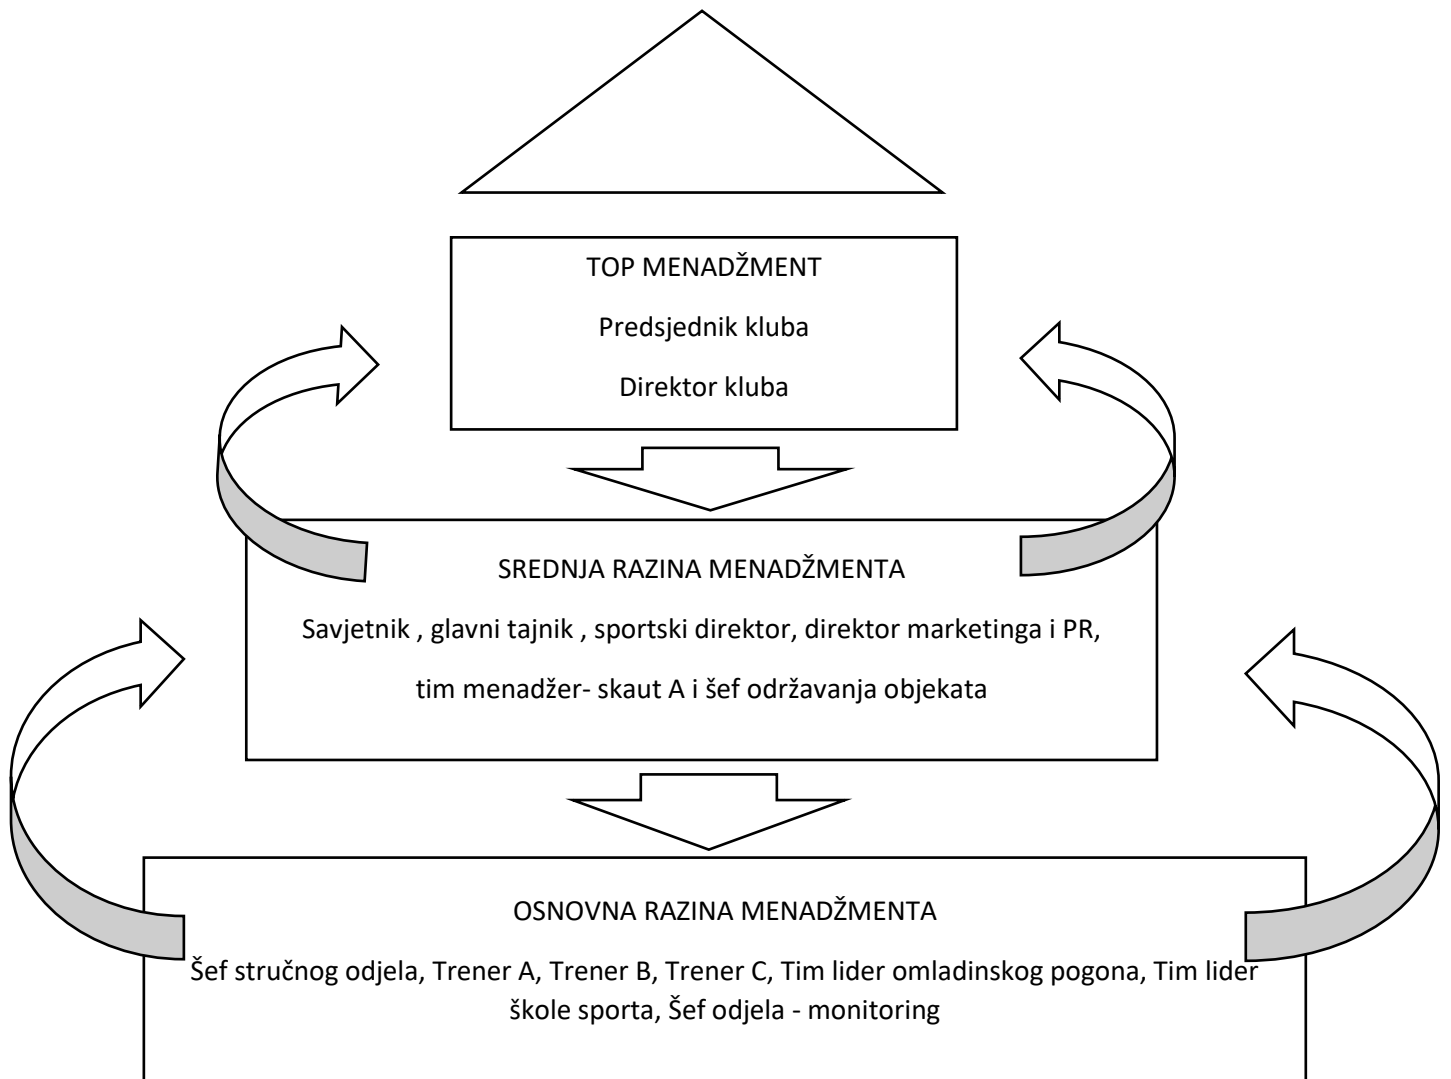 TOP MENADŽMENT
Predsjednik kluba
Direktor kluba
SREDNJA RAZINA MENADŽMENTA
Savjetnik , glavni tajnik , sportski direktor, direktor marketinga i PR,
tim menadžer- skaut A i šef održavanja objekata
OSNOVNA RAZINA MENADŽMENTA
Šef stručnog odjela, Trener A, Trener B, Trener C, Tim lider omladinskog pogona, Tim lider
škole sporta, Šef odjela - monitoring